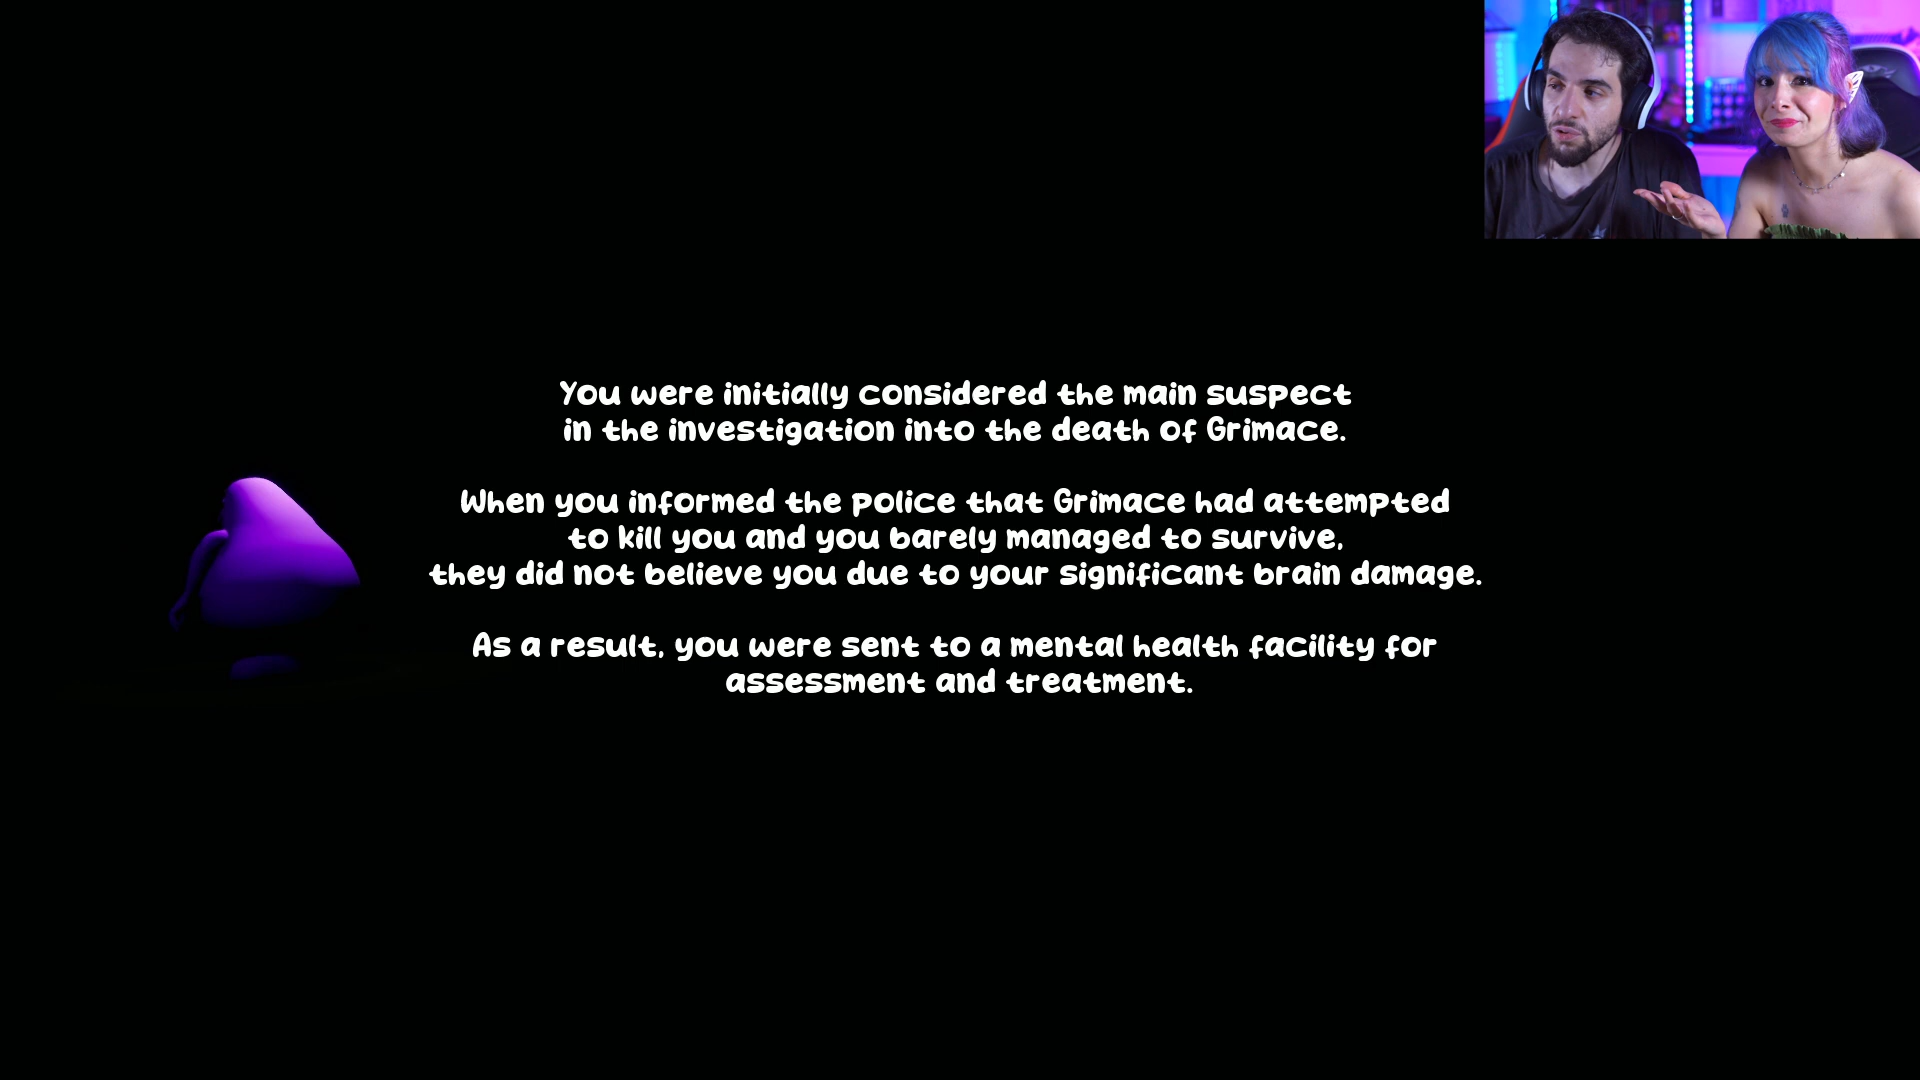 You were initially considered the main suspect
in the investigation into the death of Grimace.
When you informed the police that Grimace had attempted
to kill you and you barely managed to survive,
they did not believe you due to your significant brain damage.
As a result, you were sent to a mental health facility for
assessment and treatment.